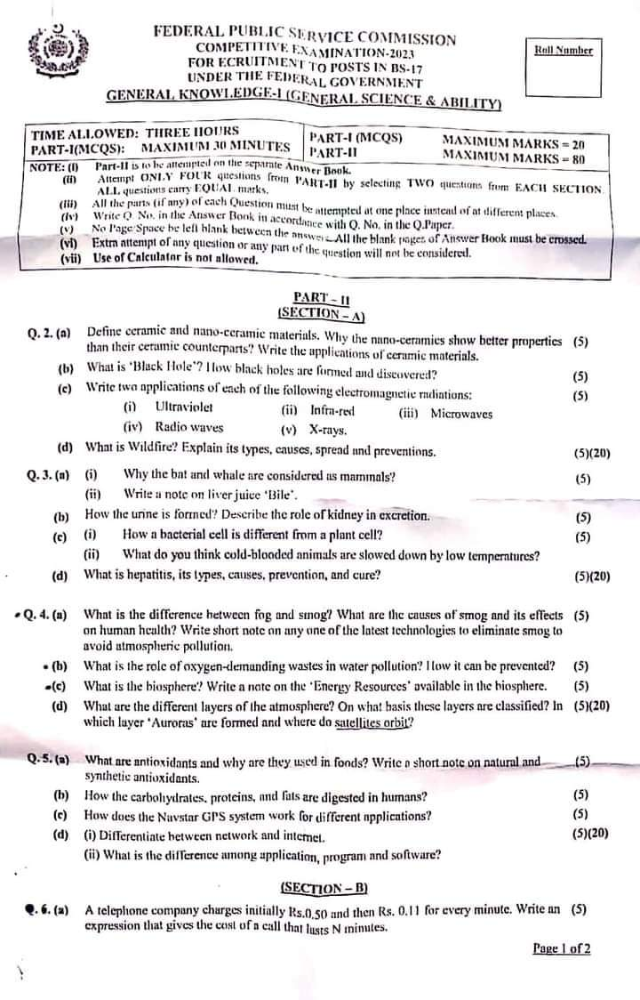 FEDERAL PUBLIC SERVICE COMMISSION
COMPETITIVE EXAMINATION-2023
FOR ECRUITMENT TO POSTS IN BS-17
UNDER THE FEDERAL GOVERNMENT
GENERAL KNOWLEDGE-I (GENERAL SCIENCE & ABILITY)
Roll Number
TIME ALLOWED: THREE HOURS
PART-I(MCQS): MAXIMUM 30 MINUTES
PART-I (MCQS) MAXIMUM MARKS = 20
PART-II MAXIMUM MARKS = 80
NOTE: (i) Part-II is to be attempted on the separate Answer Book.
(ii) Attempt ONLY FOUR questions from PART-II by selecting TWO questions from EACH SECTION.
ALL questions carry EQUAL marks.
(iii) All the parts (if any) of each Question must be attempted at one place instead of at different places.
(iv) Write Q. No. in the Answer Book in accordance with Q. No. in the Q.Paper.
(v) No Page/Space be left blank between the answers. All the blank pages of Answer Book must be crossed.
(vi) Extra attempt of any question or any part of the question will not be considered.
(vii) Use of Calculator is not allowed.
PART – II
(SECTION – A)
Q. 2. (a) Define ceramic and nano-ceramic materials. Why the nano-ceramics show better properties (5)
than their ceramic counterparts? Write the applications of ceramic materials.
(b) What is ‘Black Hole’? How black holes are formed and discovered? (5)
(c) Write two applications of each of the following electromagnetic radiations: (5)
(i) Ultraviolet (ii) Infra-red (iii) Microwaves
(iv) Radio waves (v) X-rays.
(d) What is Wildfire? Explain its types, causes, spread and preventions. (5)(20)
Q. 3. (a) (i) Why the bat and whale are considered as mammals? (5)
(ii) Write a note on liver juice ‘Bile’.
(b) How the urine is formed? Describe the role of kidney in excretion. (5)
(c) (i) How a bacterial cell is different from a plant cell? (5)
(ii) What do you think cold-blooded animals are slowed down by low temperatures?
(d) What is hepatitis, its types, causes, prevention, and cure? (5)(20)
Q. 4. (a) What is the difference between fog and smog? What are the causes of smog and its effects (5)
on human health? Write short note on any one of the latest technologies to eliminate smog to
avoid atmospheric pollution.
(b) What is the role of oxygen-demanding wastes in water pollution? How it can be prevented? (5)
(c) What is the biosphere? Write a note on the ‘Energy Resources’ available in the biosphere. (5)
(d) What are the different layers of the atmosphere? On what basis these layers are classified? In (5)(20)
which layer ‘Auroras’ are formed and where do satellites orbit?
Q. 5. (a) What are antioxidants and why are they used in foods? Write a short note on natural and (5)
synthetic antioxidants.
(b) How the carbohydrates, proteins, and fats are digested in humans? (5)
(c) How does the Navstar GPS system work for different applications? (5)
(d) (i) Differentiate between network and internet. (5)(20)
(ii) What is the difference among application, program and software?
(SECTION – B)
Q. 6. (a) A telephone company charges initially Rs.0.50 and then Rs. 0.11 for every minute. Write an (5)
expression that gives the cost of a call that lasts N minutes.
Page 1 of 2